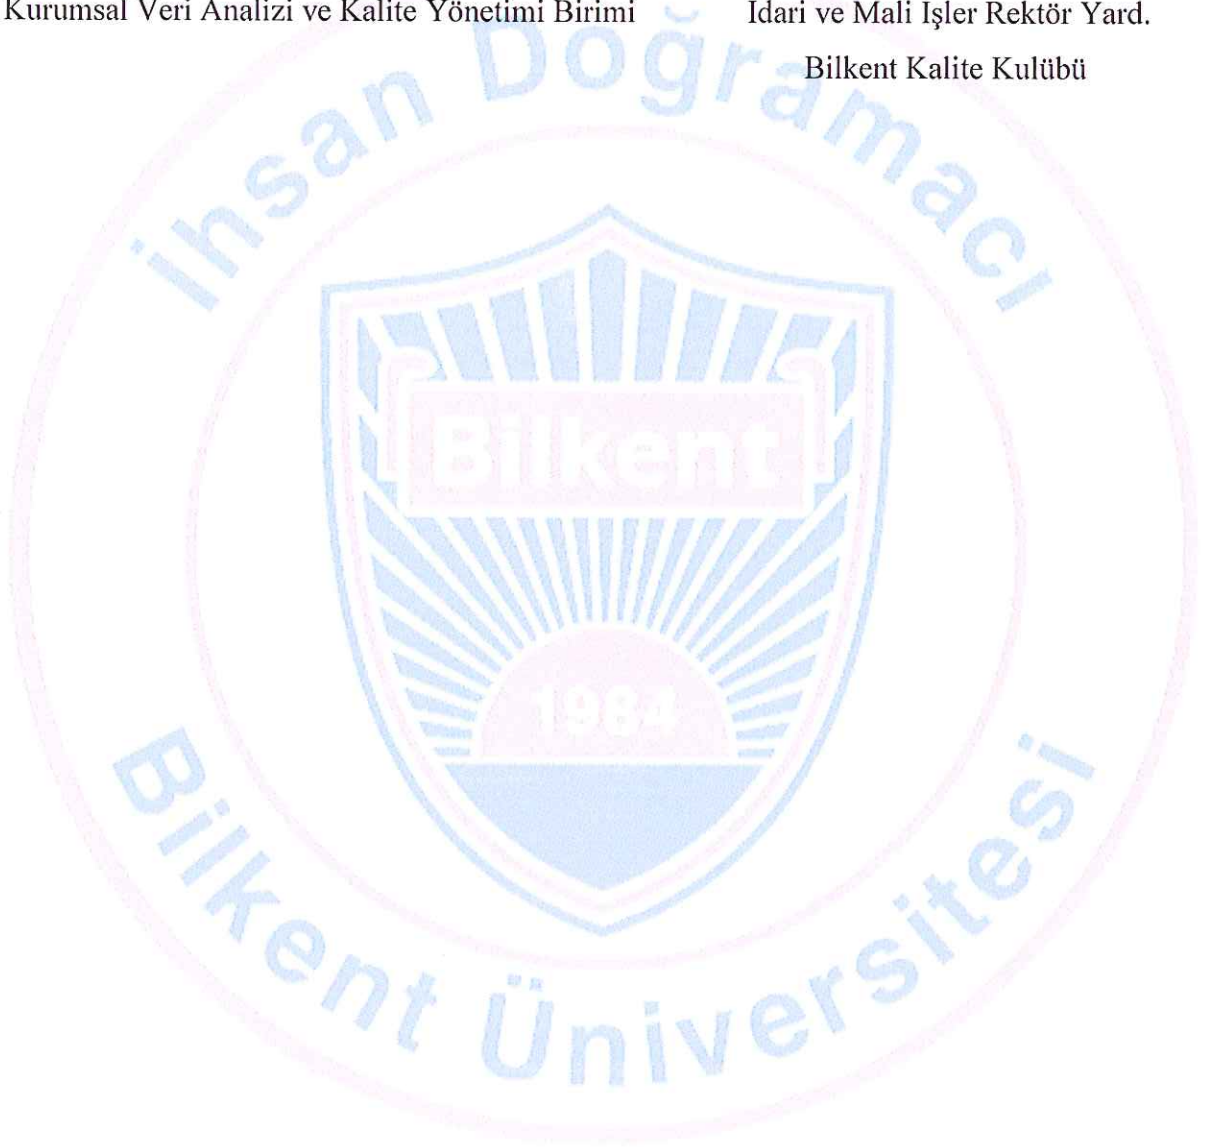 Kurumsal Veri Analizi ve Kalite Yönetimi Birimi
İdari ve Mali İşler Rektör Yard.
Bilkent Kalite Kulübü
İhsan Doğramacı
Bilkent
1984
Bilkent Üniversitesi